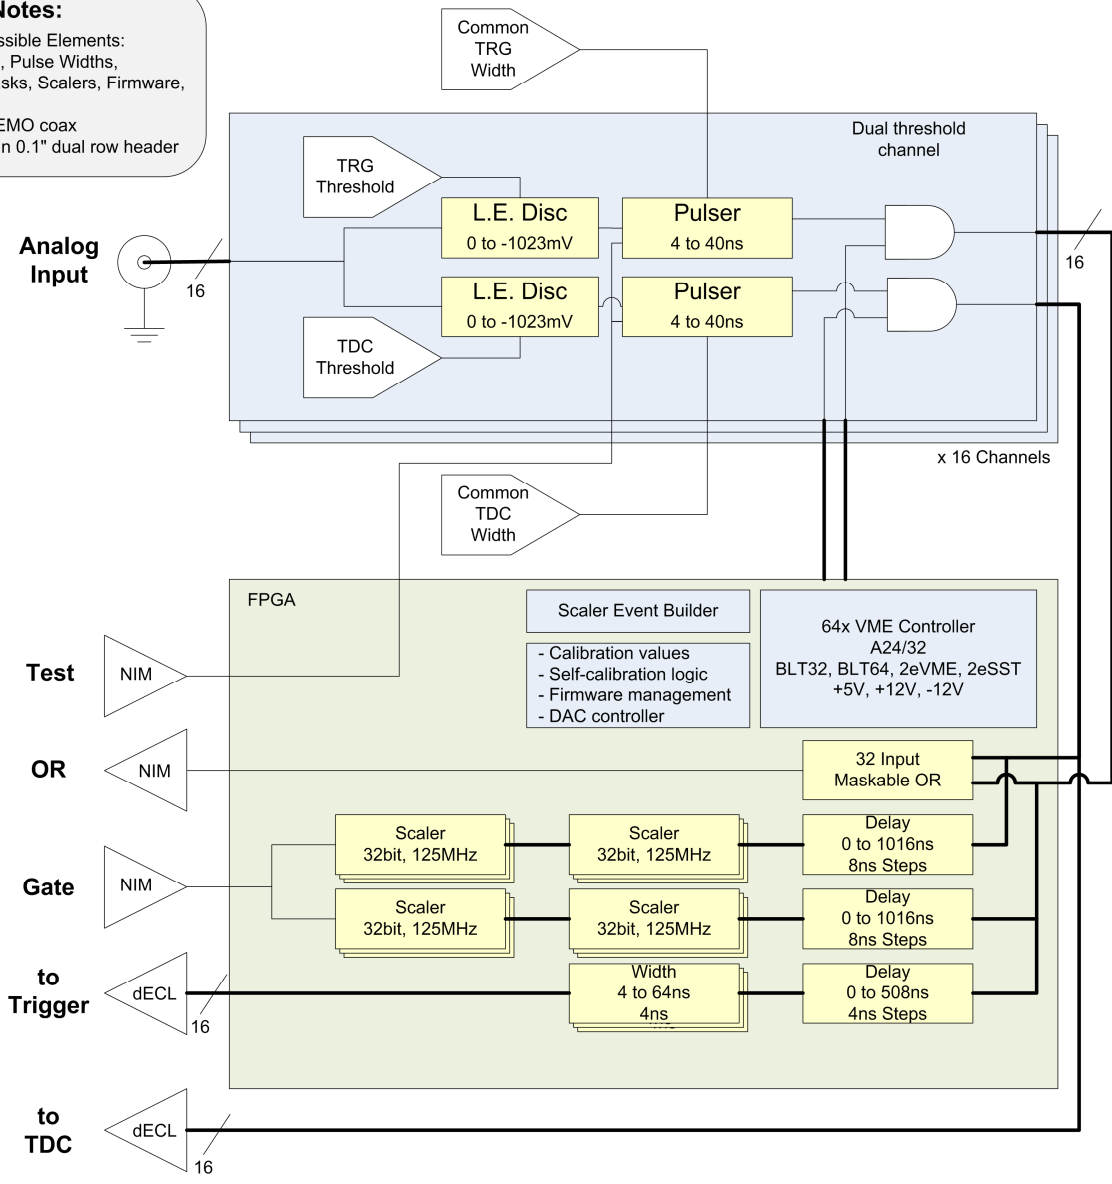 Notes:
ssible Elements:
, Pulse Widths,
sks, Scalers, Firmware,
EMO coax
n 0.1" dual row header
Common
TRG
Width
Dual threshold
channel
TRG
Threshold
L.E. Disc
0 to -1023mV
Pulser
4 to 40ns
Analog
Input
16
16
L.E. Disc
0 to -1023mV
Pulser
4 to 40ns
TDC
Threshold
x 16 Channels
Common
TDC
Width
FPGA
Scaler Event Builder
- Calibration values
- Self-calibration logic
- Firmware management
- DAC controller
64x VME Controller
A24/32
BLT32, BLT64, 2eVME, 2eSST
+5V, +12V, -12V
Test
NIM
OR
NIM
32 Input
Maskable OR
Scaler
32bit, 125MHz
Scaler
32bit, 125MHz
Delay
0 to 1016ns
8ns Steps
Gate
NIM
Scaler
32bit, 125MHz
Scaler
32bit, 125MHz
Delay
0 to 1016ns
8ns Steps
to
Trigger
dECL
16
Width
4 to 64ns
4ns
Delay
0 to 508ns
4ns Steps
to
TDC
dECL
16